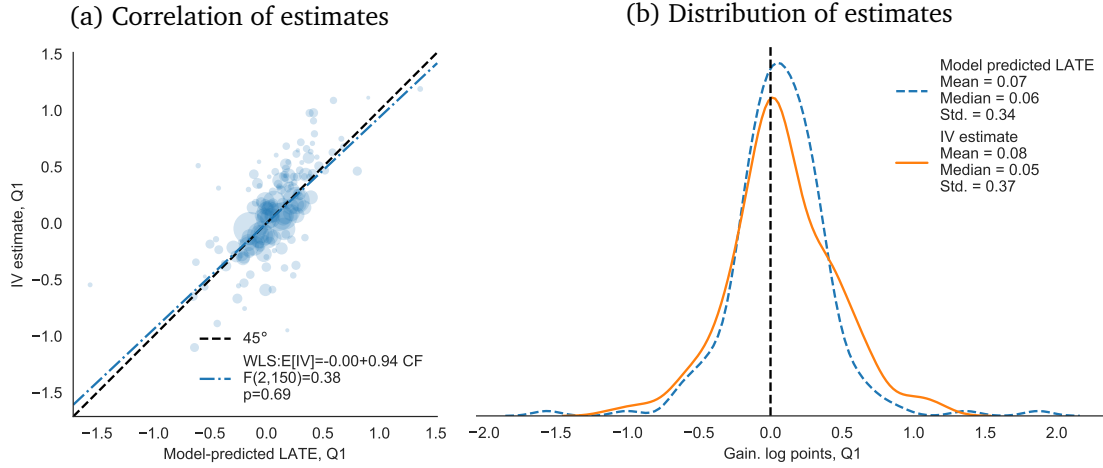 (a) Correlation of estimates
1.5
1.0
0.5
0.0
−0.5
−1.0
−1.5
IV estimate, Q1
45°
WLS:E[IV]=-0.00+0.94 CF
F(2,150)=0.38
p=0.69
−1.5 −1.0 −0.5 0.0 0.5 1.0 1.5
Model-predicted LATE, Q1
(b) Distribution of estimates
Model predicted LATE
Mean = 0.07
Median = 0.06
Std. = 0.34
IV estimate
Mean = 0.08
Median = 0.05
Std. = 0.37
−2.0 −1.5 −1.0 −0.5 0.0 0.5 1.0 1.5 2.0
Gain. log points, Q1